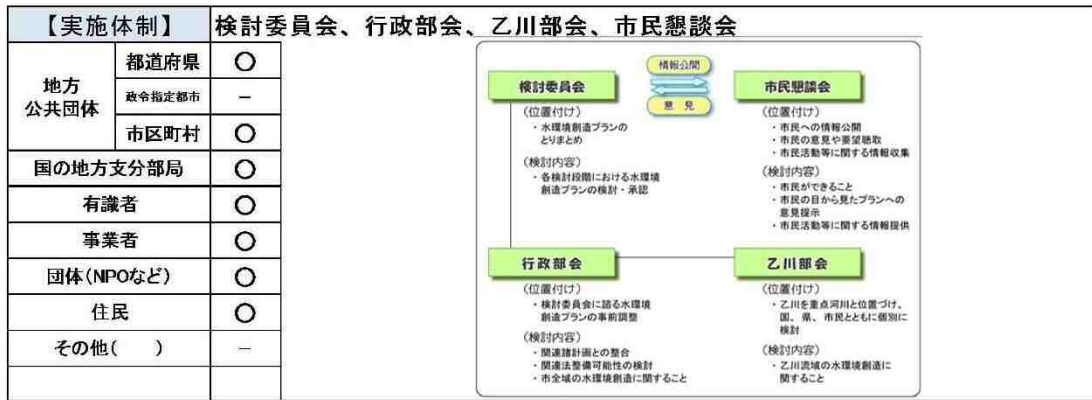 【実施体制】 検討委員会、行政部会、乙川部会、市民懇談会
地方
公共団体
都道府県 ○
政令指定都市 －
市区町村 ○
国の地方支分部局 ○
有識者 ○
事業者 ○
団体(NPOなど) ○
住民 ○
その他(　　) －
情報公開
意見
検討委員会
(位置付け)
・水環境創造プランの
とりまとめ
(検討内容)
・各検討段階における水環境
創造プランの検討・承認
市民懇談会
(位置付け)
・市民への情報公開
・市民の意見や要望聴取
・市民活動等に関する情報収集
(検討内容)
・市民ができること
・市民の目から見たプランへの
意見提示
・市民活動等に関する情報提供
行政部会
(位置付け)
・検討委員会に諮る水環境
創造プランの事前調整
(検討内容)
・関連諸計画との整合
・関連法整備可能性の検討
・市全域の水環境創造に関すること
乙川部会
(位置付け)
・乙川を重点河川と位置づけ、
国、県、市民とともに個別に
検討
(検討内容)
・乙川流域の水環境創造に
関すること